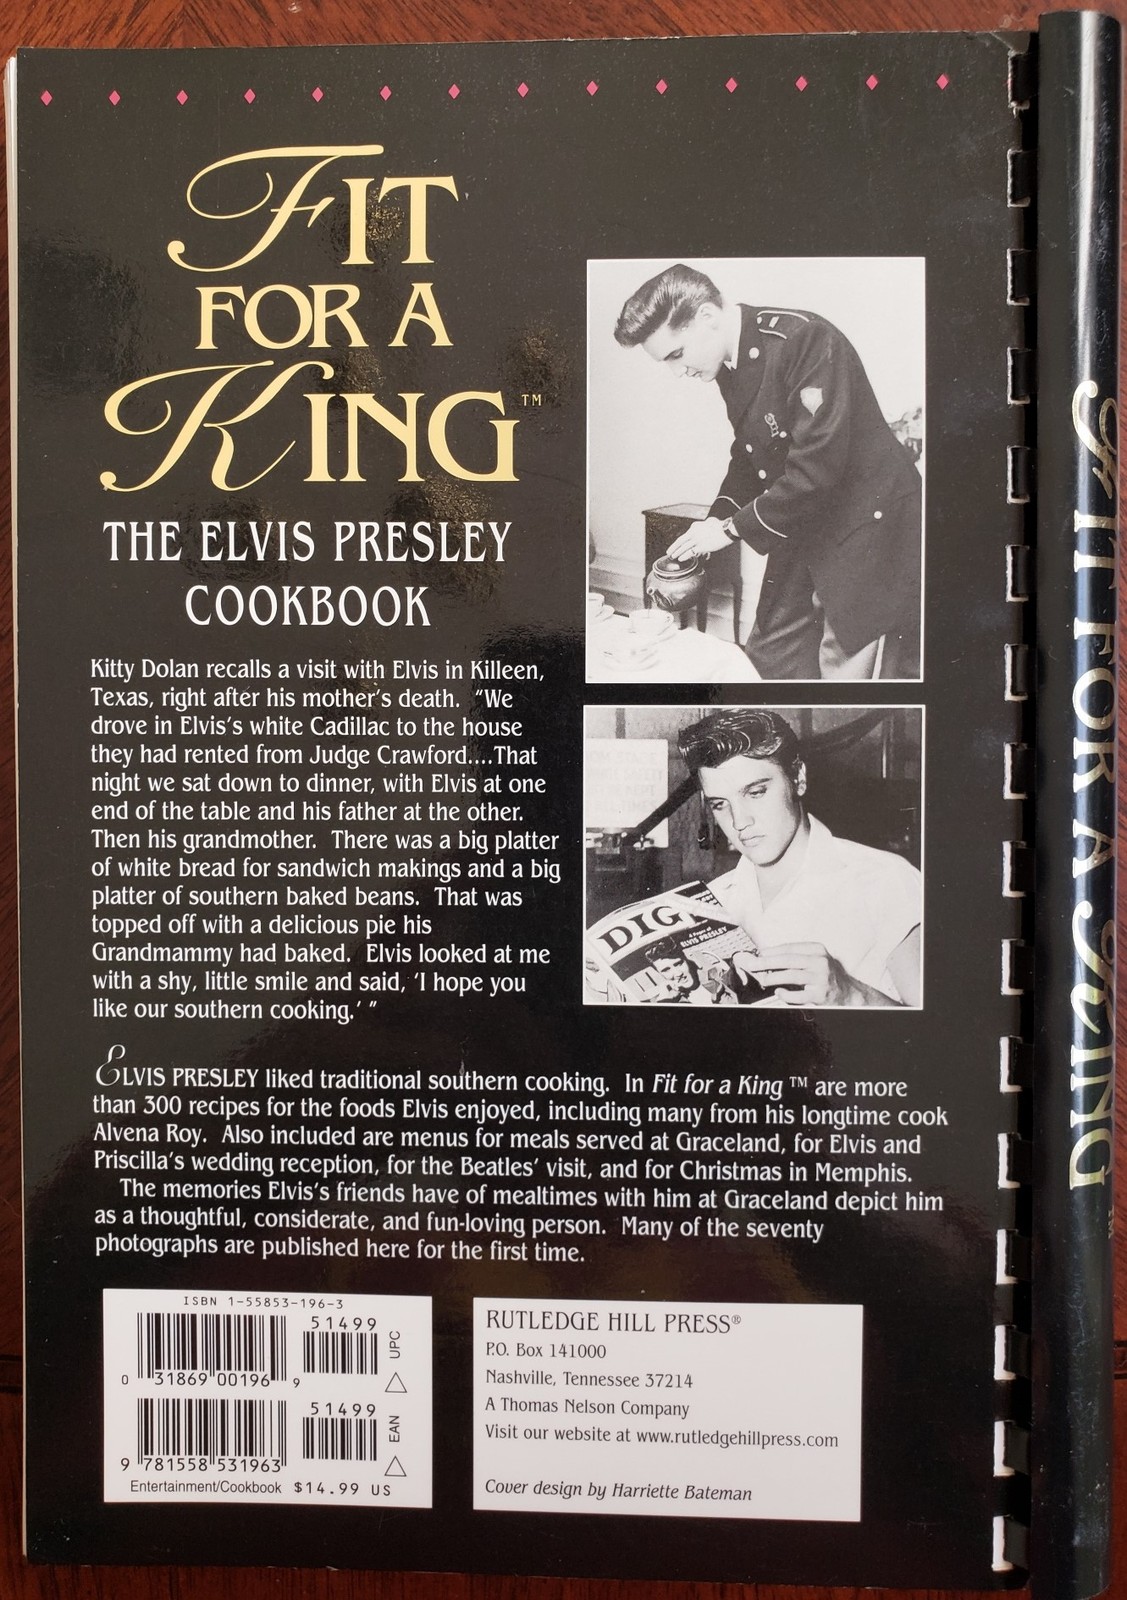 FIT
FOR A
KING™
THE ELVIS PRESLEY
COOKBOOK
Kitty Dolan recalls a visit with Elvis in Killeen,
Texas, right after his mother's death. "We
drove in Elvis's white Cadillac to the house
they had rented from Judge Crawford....That
night we sat down to dinner, with Elvis at one
end of the table and his father at the other.
Then his grandmother. There was a big platter
of white bread for sandwich makings and a big
platter of southern baked beans. That was
topped off with a delicious pie his
Grandmammy had baked. Elvis looked at me
with a shy, little smile and said, 'I hope you
like our southern cooking.' "
DIG
ELVIS PRESLEY
ELVIS PRESLEY liked traditional southern cooking. In Fit for a King ™ are more
than 300 recipes for the foods Elvis enjoyed, including many from his longtime cook
Alvena Roy. Also included are menus for meals served at Graceland, for Elvis and
Priscilla's wedding reception, for the Beatles' visit, and for Christmas in Memphis.
The memories Elvis's friends have of mealtimes with him at Graceland depict him
as a thoughtful, considerate, and fun-loving person. Many of the seventy
photographs are published here for the first time.
ISBN 1-55853-196-3
51499
UPC
0 31869 00196 9
51499
EAN
9 781558 531963
Entertainment/Cookbook $14.99 US
RUTLEDGE HILL PRESS®
P.O. Box 141000
Nashville, Tennessee 37214
A Thomas Nelson Company
Visit our website at www.rutledgehillpress.com
Cover design by Harriette Bateman
FIT FOR A KING™